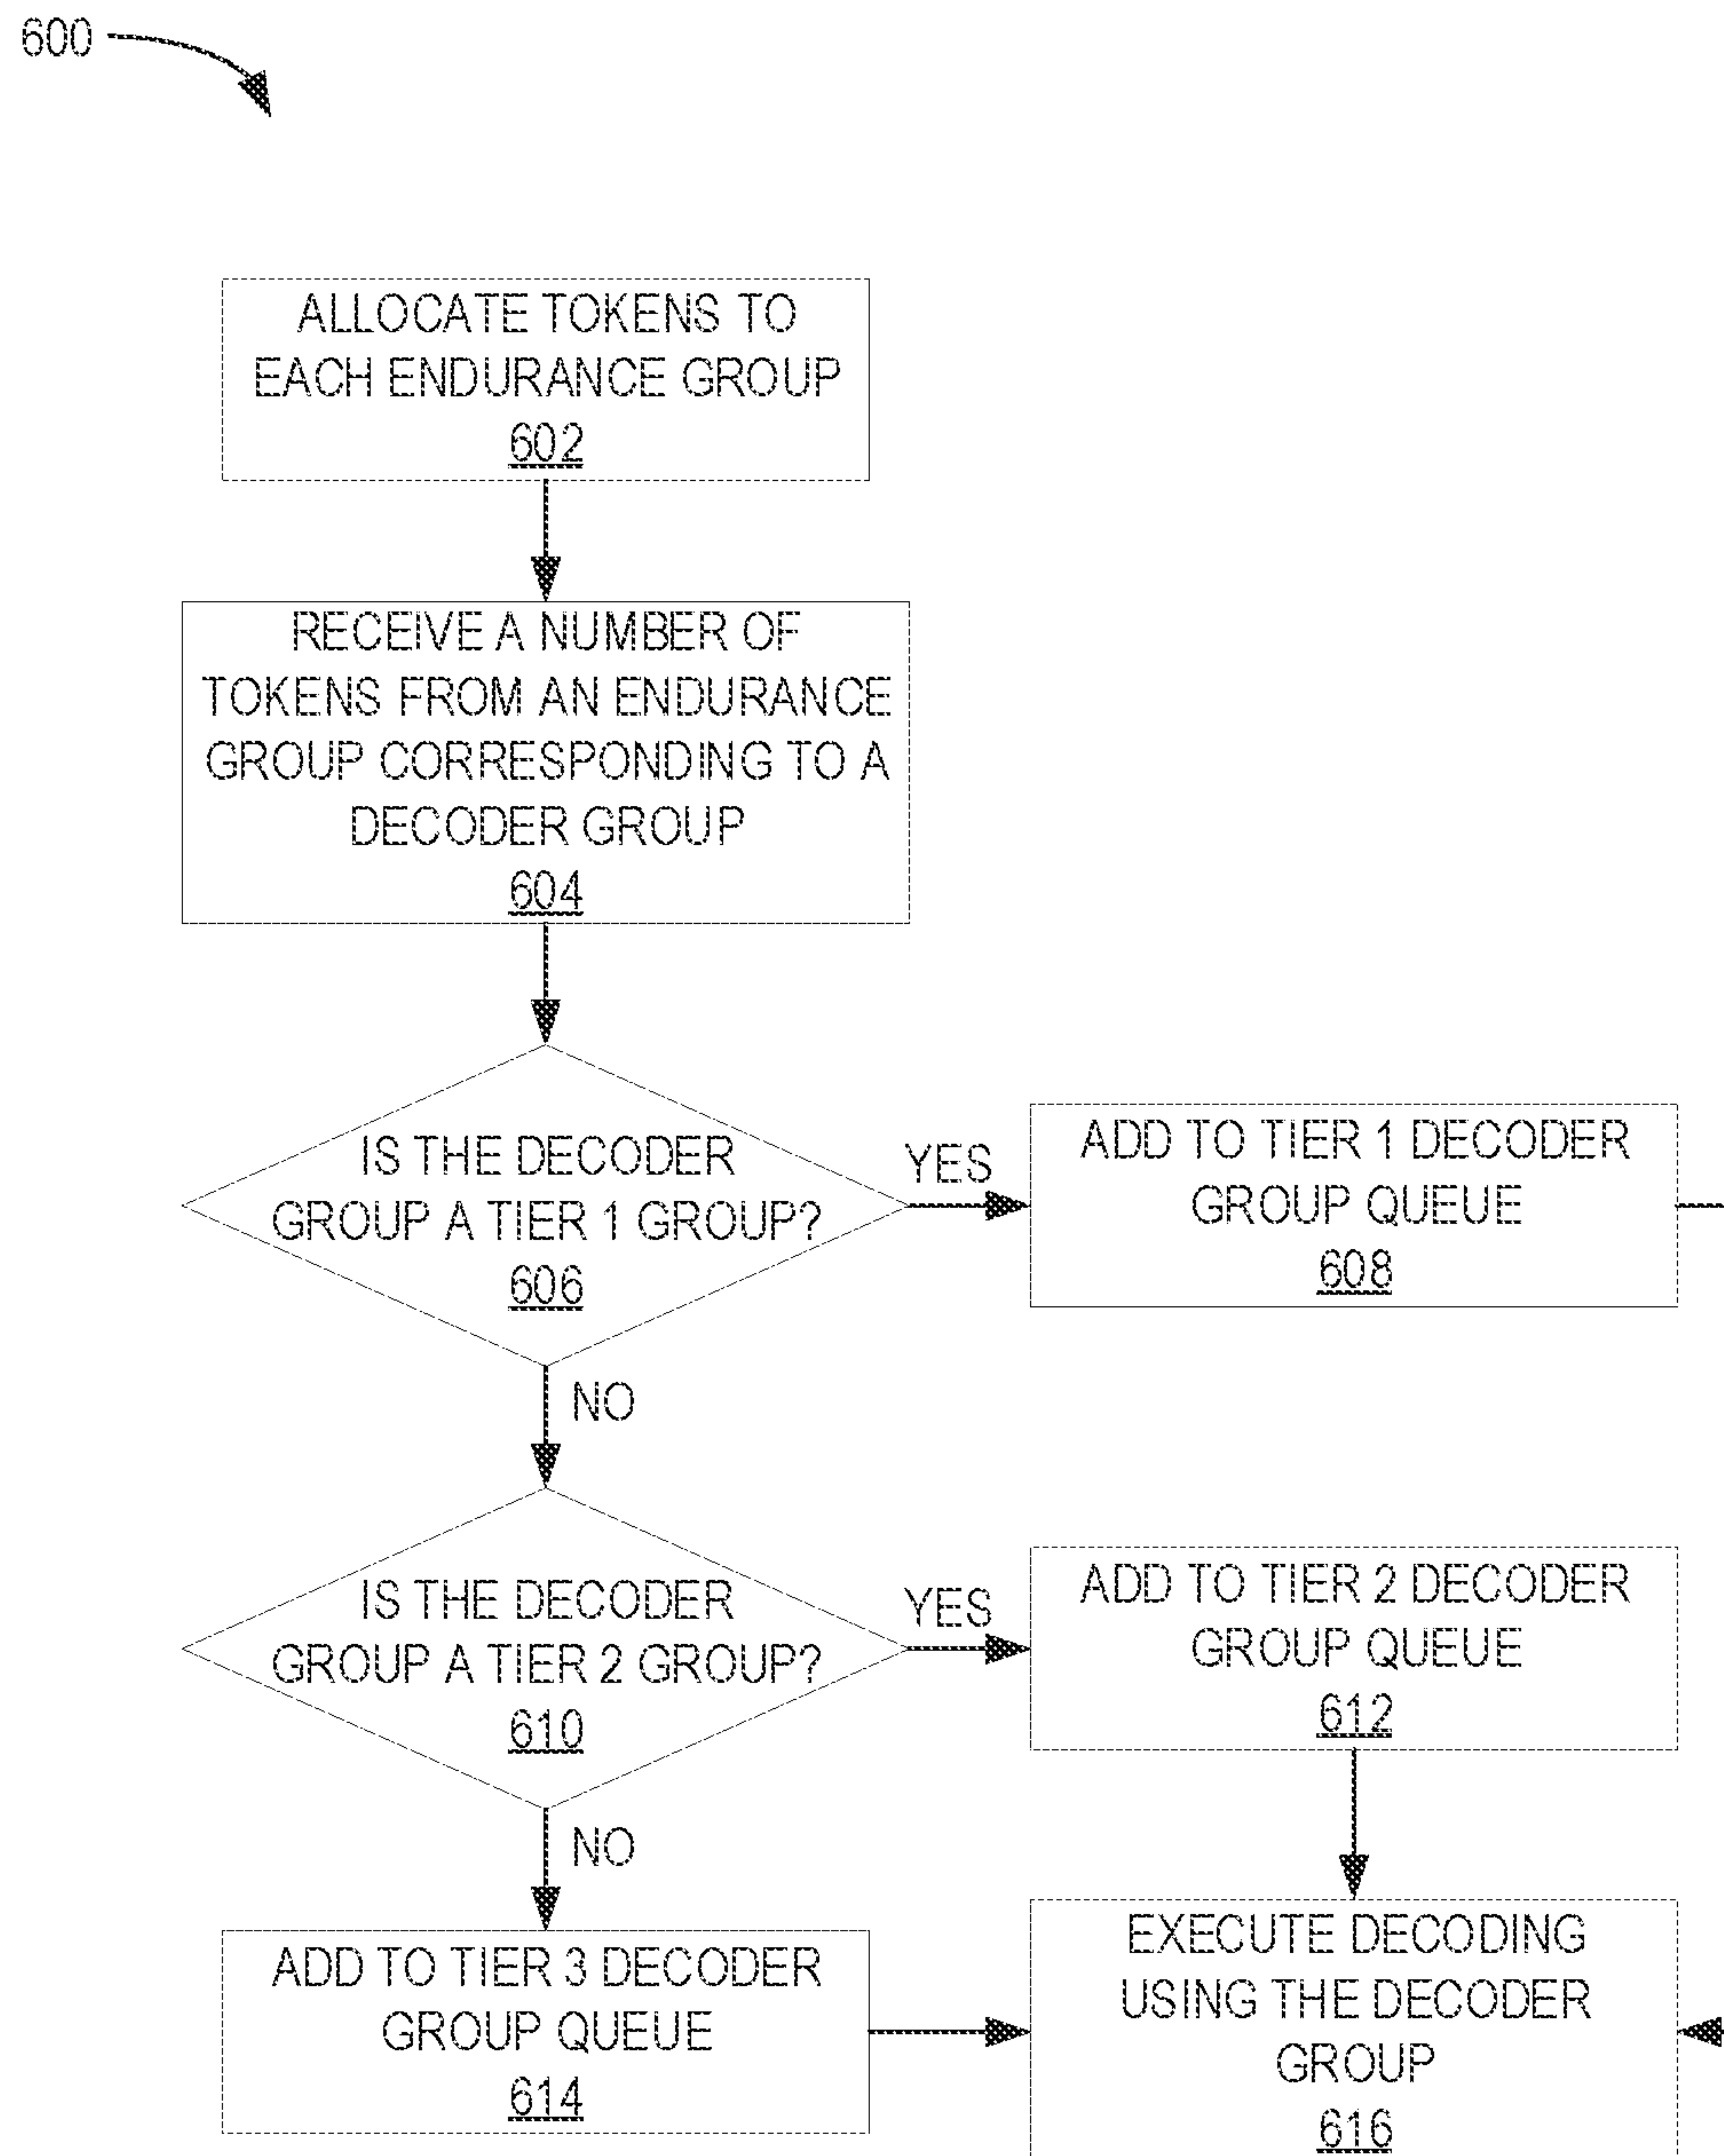 600
ALLOCATE TOKENS TO
EACH ENDURANCE GROUP
602
RECEIVE A NUMBER OF
TOKENS FROM AN ENDURANCE
GROUP CORRESPONDING TO A
DECODER GROUP
604
IS THE DECODER
GROUP A TIER 1 GROUP?
606
YES
ADD TO TIER 1 DECODER
GROUP QUEUE
608
NO
IS THE DECODER
GROUP A TIER 2 GROUP?
610
YES
ADD TO TIER 2 DECODER
GROUP QUEUE
612
NO
ADD TO TIER 3 DECODER
GROUP QUEUE
614
EXECUTE DECODING
USING THE DECODER
GROUP
616